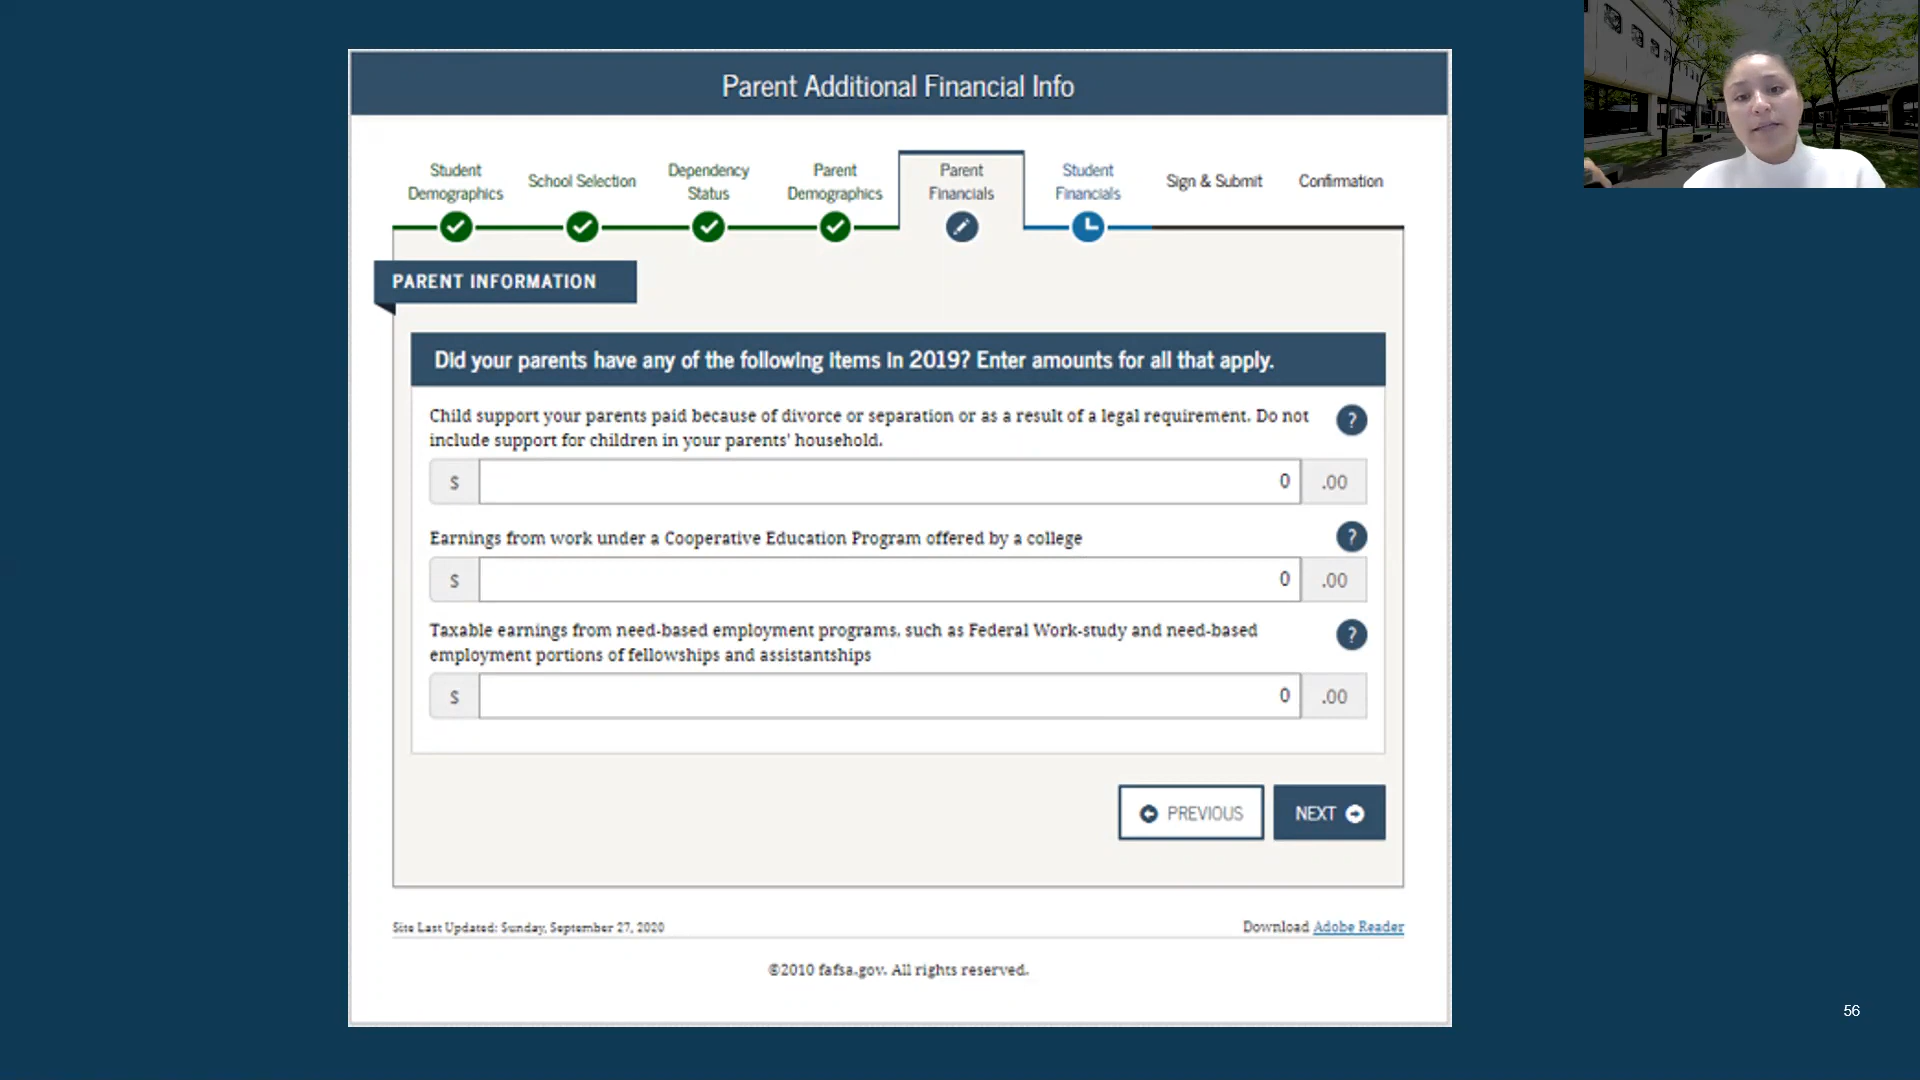 Parent Additional Financial Info
Student
Demographics
School Selection
Dependency
Status
Parent
Demographics
Parent
Financials
Student
Financials
Sign & Submit
Confirmation
PARENT INFORMATION
Did your parents have any of the following items in 2019? Enter amounts for all that apply.
Child support your parents paid because of divorce or separation or as a result of a legal requirement. Do not
include support for children in your parents' household.
?
$ 0 .00
Earnings from work under a Cooperative Education Program offered by a college
?
$ 0 .00
Taxable earnings from need-based employment programs, such as Federal Work-study and need-based
employment portions of fellowships and assistantships
?
$ 0 .00
PREVIOUS
NEXT
Site Last Updated: Sunday, September 27, 2020
Download Adobe Reader
©2010 fafsa.gov. All rights reserved.
56